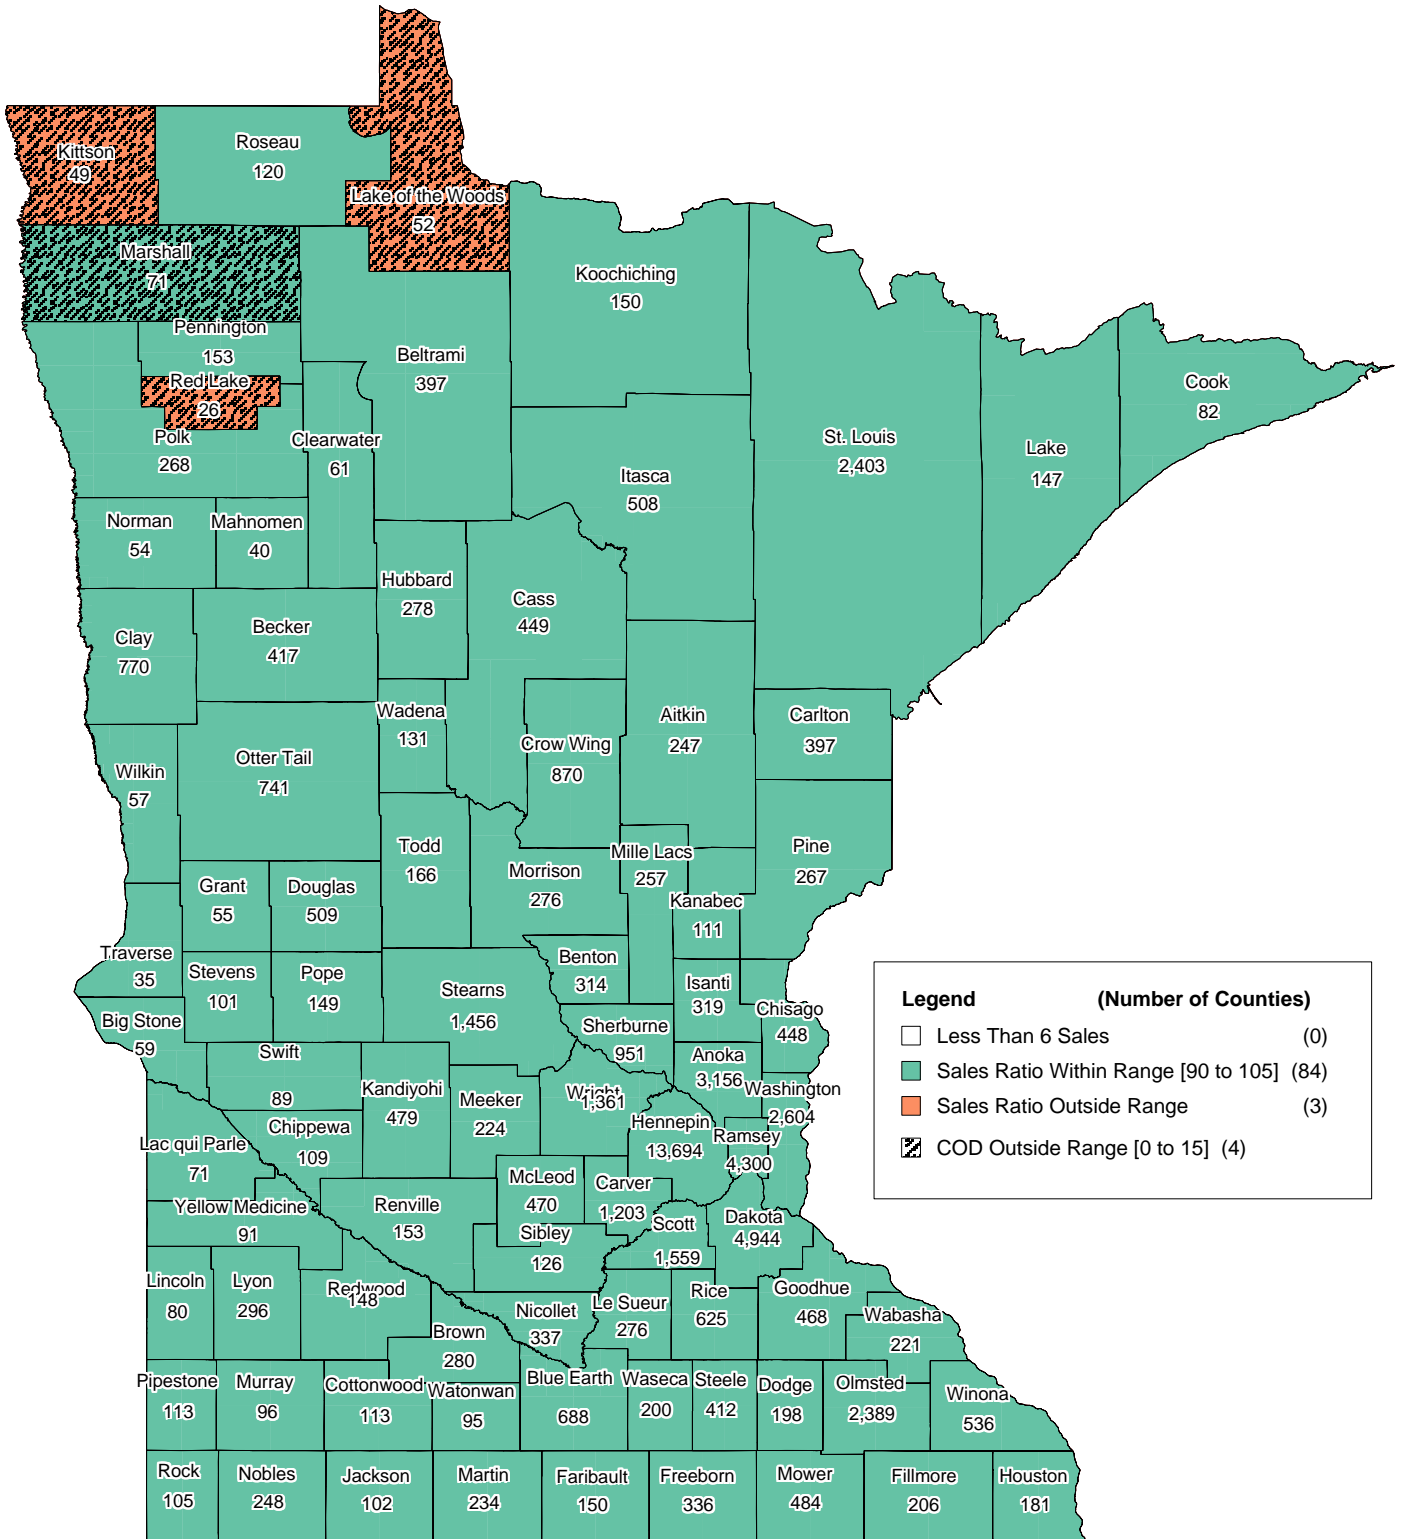 Kittson
49
Roseau
120
Lake of the Woods
52
Marshall
71
Koochiching
150
Pennington
153
Beltrami
397
Red Lake
26
Cook
82
Polk
268
Clearwater
61
St. Louis
2,403
Lake
147
Itasca
508
Norman
54
Mahnomen
40
Hubbard
278
Cass
449
Clay
770
Becker
417
Wadena
131
Aitkin
247
Carlton
397
Crow Wing
870
Otter Tail
741
Wilkin
57
Todd
166
Mille Lacs
257
Pine
267
Morrison
276
Grant
55
Douglas
509
Kanabec
111
Traverse
35
Benton
314
Stevens
101
Pope
149
Stearns
1,456
Isanti
319
Chisago
448
Big Stone
59
Sherburne
951
Swift
89
Anoka
3,156
Kandiyohi
479
Meeker
224
Wright
1,361
Washington
2,604
Chippewa
109
Hennepin
13,694
Ramsey
4,300
Lac qui Parle
71
McLeod
470
Carver
1,203
Yellow Medicine
91
Renville
153
Scott
1,559
Dakota
4,944
Sibley
126
Lincoln
80
Lyon
296
Redwood
148
Nicollet
337
Le Sueur
276
Rice
625
Goodhue
468
Wabasha
221
Brown
280
Pipestone
113
Murray
96
Cottonwood
113
Watonwan
95
Blue Earth
688
Waseca
200
Steele
412
Dodge
198
Olmsted
2,389
Winona
536
Rock
105
Nobles
248
Jackson
102
Martin
234
Faribault
150
Freeborn
336
Mower
484
Fillmore
206
Houston
181
Legend (Number of Counties)
Less Than 6 Sales (0)
Sales Ratio Within Range [90 to 105] (84)
Sales Ratio Outside Range (3)
COD Outside Range [0 to 15] (4)